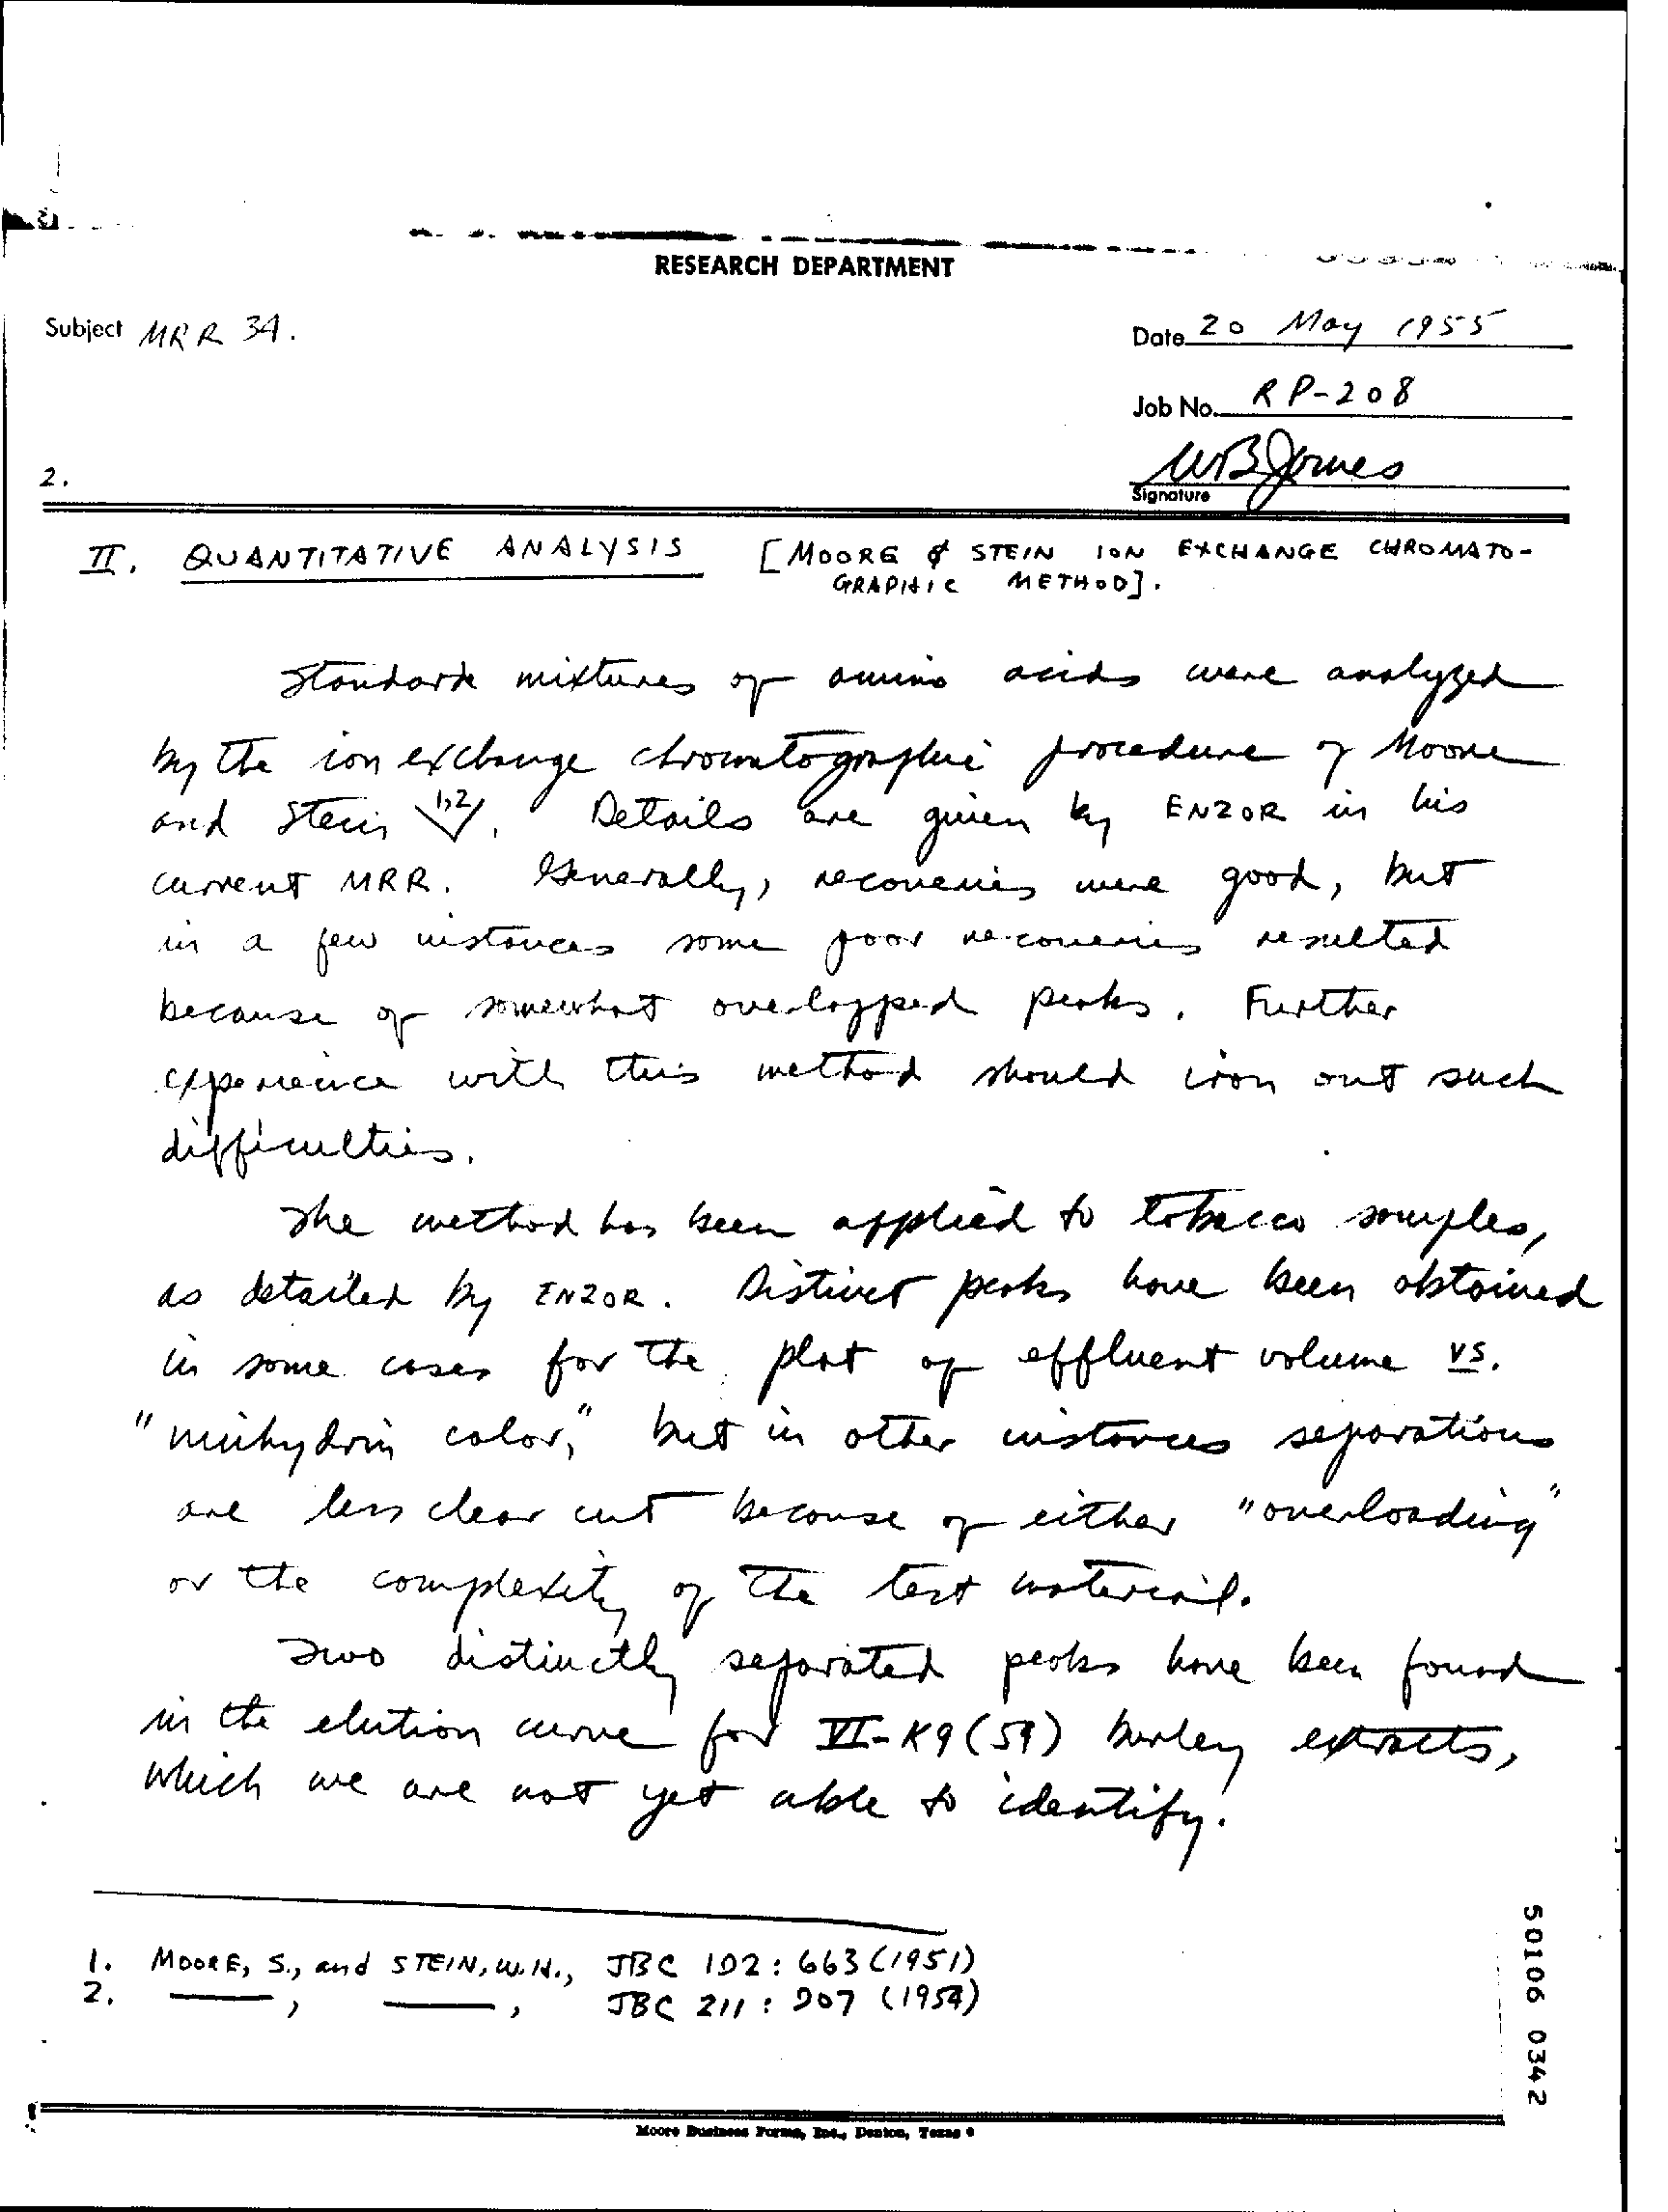 RESEARCH DEPARTMENT
Subject MRR 34.
Date 20 May 1955
Job No. RP-208
WBJones
Signature
2.
II. QUANTITATIVE ANALYSIS [MOORE & STEIN ION EXCHANGE CHROMATO-
GRAPHIC METHOD].
Standard mixtures of amino acids were analyzed
by the ion exchange chromatographic procedure of Moore
and Stein 1,2. Details are given by ENZOR in his
current MRR. Generally, recoveries were good, but
in a few instances some poor recoveries resulted
because of somewhat overlapped peaks. Further
experience with this method should iron out such
difficulties.
The method has been applied to tobacco samples,
as detailed by ENZOR. Distinct peaks have been obtained
in some cases for the plot of effluent volume vs.
"ninhydrin color," but in other instances separations
are less clear cut because of either "overloading"
or the complexity of the test material.
Two distinctly separated peaks have been found
in the elution curve for VI-K9(54) burley extracts,
which we are not yet able to identify.
1. MOORE, S., and STEIN, W.H., JBC 192: 663 (1951)
2. ———, ———, JBC 211: 907 (1954)
50106 0342
Moore Business Forms, Inc., Denton, Texas